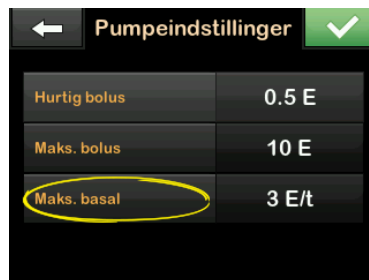 Pumpeindstillinger
Hurtig bolus 0.5 E
Maks. bolus 10 E
Maks. basal 3 E/t